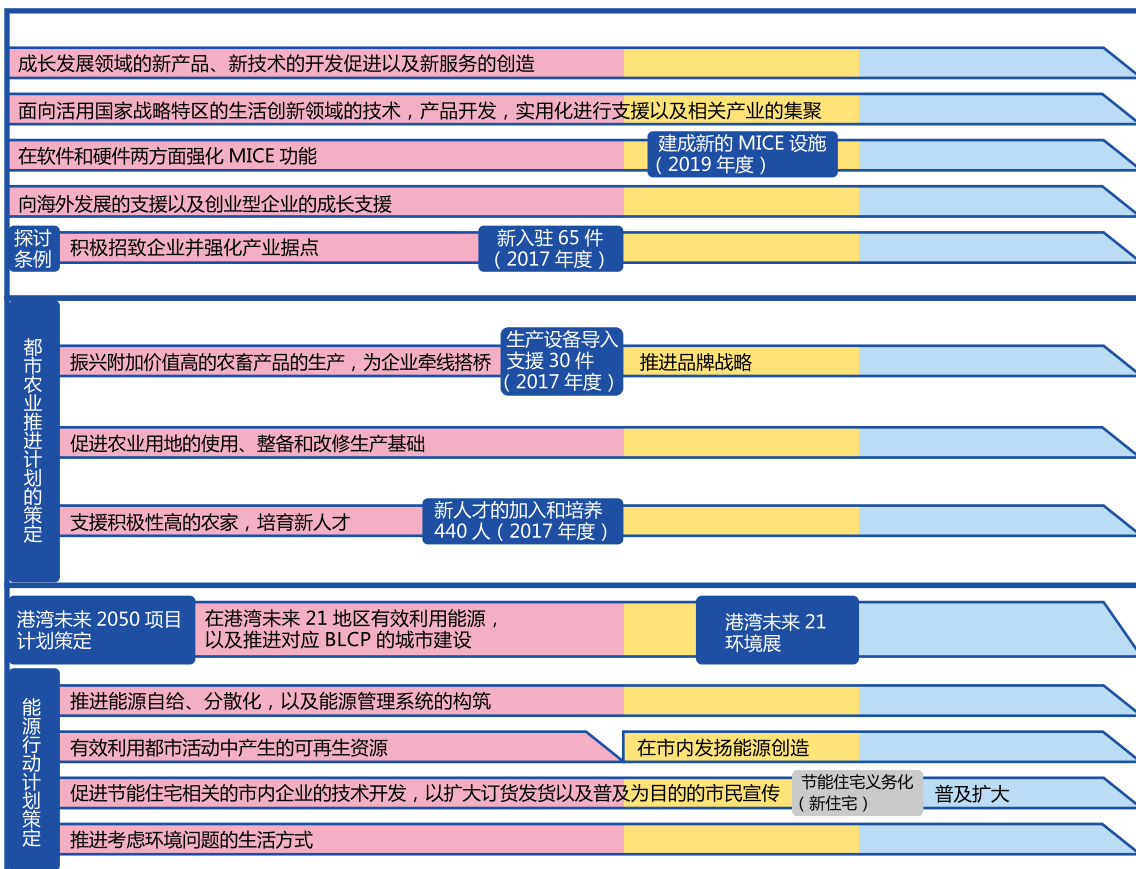 成长发展领域的新产品、新技术的开发促进以及新服务的创造
面向活用国家战略特区的生活创新领域的技术，产品开发，实用化进行支援以及相关产业的集聚
在软件和硬件两方面强化 MICE 功能
建成新的 MICE 设施
（2019 年度）
向海外发展的支援以及创业型企业的成长支援
探讨
条例
积极招致企业并强化产业据点
新入驻 65 件
（2017 年度）
都市农业推进计划的策定
振兴附加价值高的农畜产品的生产，为企业牵线搭桥
生产设备导入
支援 30 件
（2017 年度）
推进品牌战略
促进农业用地的使用、整备和改修生产基础
支援积极性高的农家，培育新人才
新人才的加入和培养
440 人（2017 年度）
港湾未来 2050 项目
计划策定
在港湾未来 21 地区有效利用能源，
以及推进对应 BLCP 的城市建设
港湾未来 21
环境展
能源行动计划策定
推进能源自给、分散化，以及能源管理系统的构筑
有效利用都市活动中产生的可再生资源
在市内发扬能源创造
促进节能住宅相关的市内企业的技术开发，以扩大订货发货以及普及为目的的市民宣传
节能住宅义务化
（新住宅）
普及扩大
推进考虑环境问题的生活方式